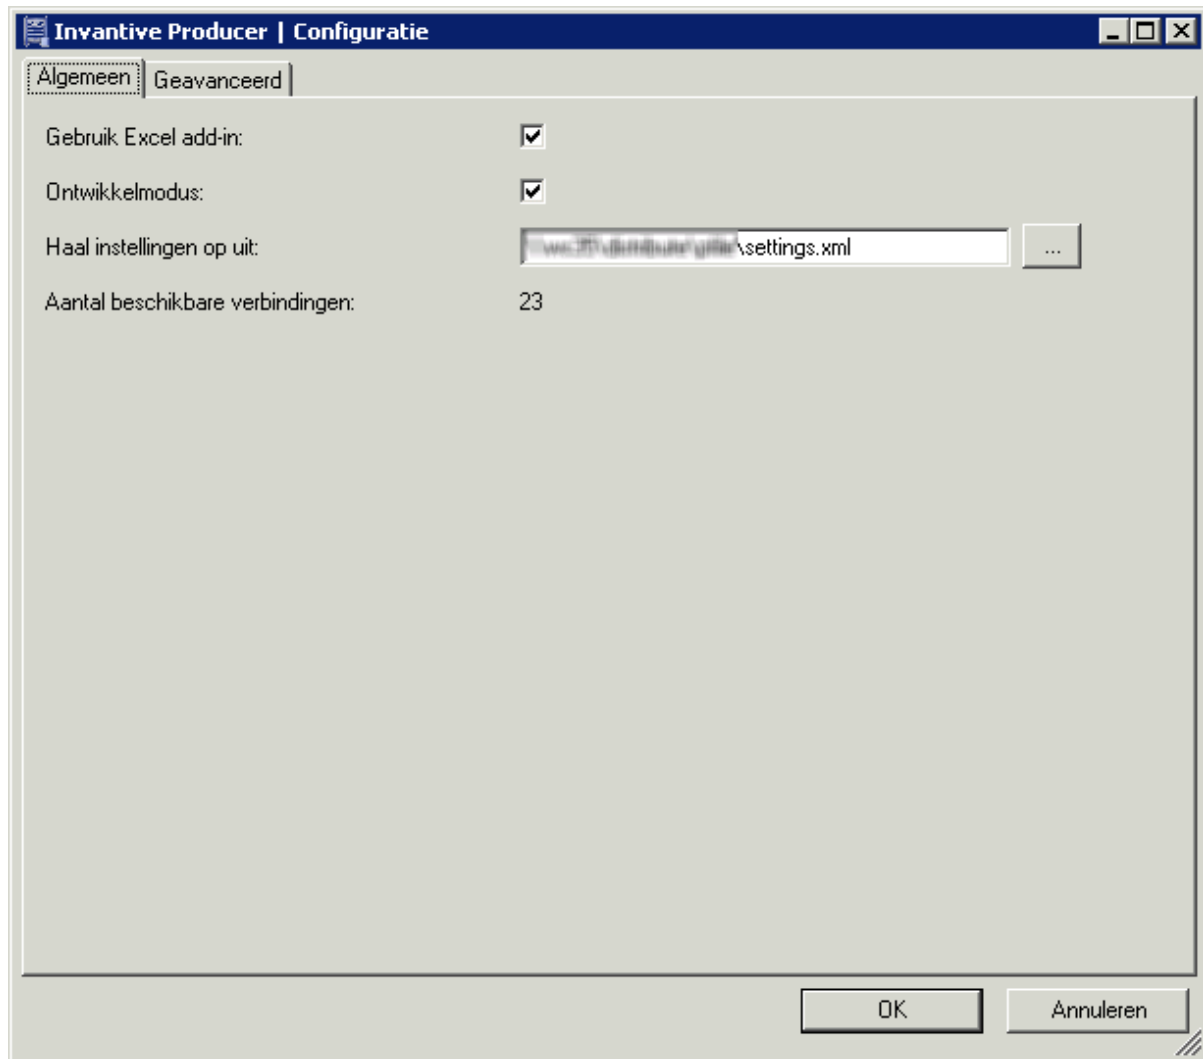 Invantive Producer | Configuratie
Algemeen Geavanceerd
Gebruik Excel add-in:
Ontwikkelmodus:
Haal instellingen op uit: \settings.xml ...
Aantal beschikbare verbindingen: 23
OK Annuleren